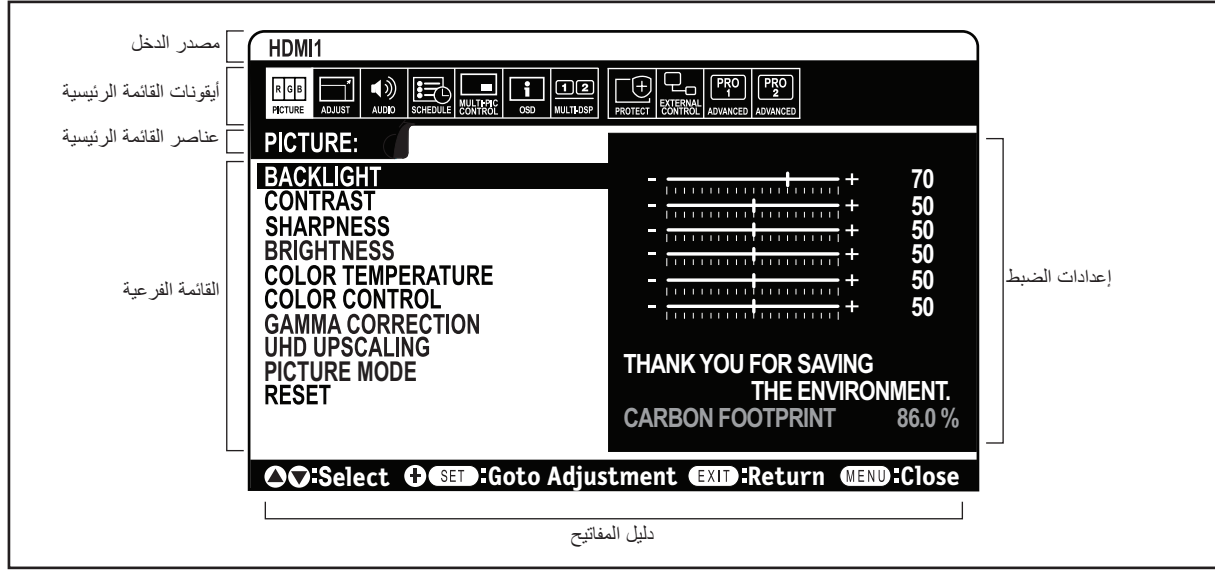 مصدر الدخل
HDMI1
أيقونات القائمة الرئيسية
R G B 1 2 PRO 1 PRO 2
PICTURE ADJUST AUDIO SCHEDULE MULTI-PIC CONTROL OSD MULTI-DSP PROTECT EXTERNAL CONTROL ADVANCED ADVANCED
عناصر القائمة الرئيسية
PICTURE:
القائمة الفرعية
BACKLIGHT - + 70
CONTRAST - + 50
SHARPNESS - + 50
BRIGHTNESS - + 50
COLOR TEMPERATURE - + 50
COLOR CONTROL - + 50
GAMMA CORRECTION
UHD UPSCALING
PICTURE MODE
RESET
THANK YOU FOR SAVING
THE ENVIRONMENT.
CARBON FOOTPRINT 86.0 %
إعدادات الضبط
:Select SET:Goto Adjustment EXIT:Return MENU:Close
دليل المفاتيح